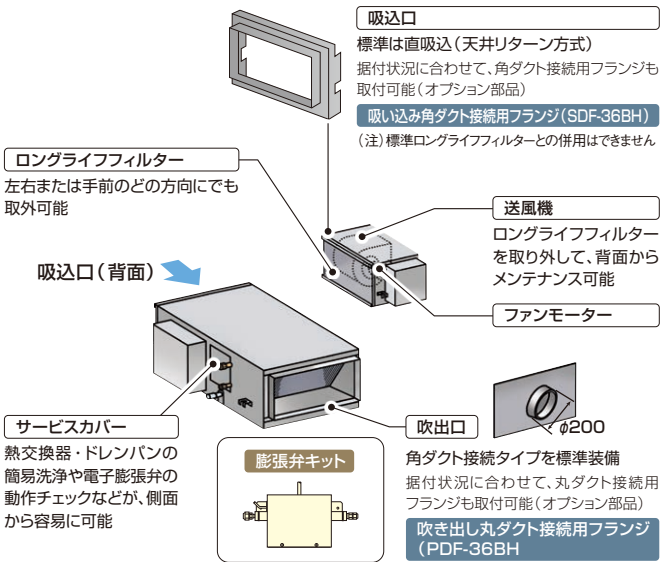 吸込口
標準は直吸込(天井リターン方式)
据付状況に合わせて、角ダクト接続用フランジも
取付可能(オプション部品)
吸い込み角ダクト接続用フランジ(SDF-36BH)
(注)標準ロングライフフィルターとの併用はできません
ロングライフフィルター
左右または手前のどの方向にでも
取外可能
送風機
ロングライフフィルター
を取り外して、背面から
メンテナンス可能
ファンモーター
吸込口(背面)
サービスカバー
熱交換器・ドレンパンの
簡易洗浄や電子膨張弁の
動作チェックなどが、側面
から容易に可能
膨張弁キット
吹出口
φ200
角ダクト接続タイプを標準装備
据付状況に合わせて、丸ダクト接続用
フランジも取付可能(オプション部品)
吹き出し丸ダクト接続用フランジ
(PDF-36BH